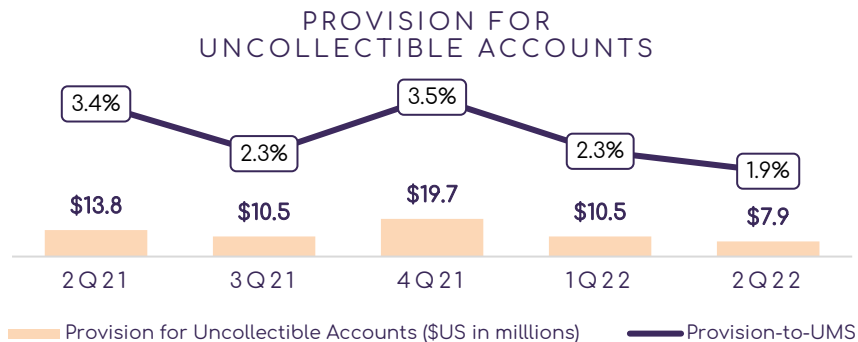 PROVISION FOR
UNCOLLECTIBLE ACCOUNTS
3.4%
2.3%
3.5%
2.3%
1.9%
$13.8
$10.5
$19.7
$10.5
$7.9
2Q21
3Q21
4Q21
1Q22
2Q22
Provision for Uncollectible Accounts ($US in milllions)
Provision-to-UMS